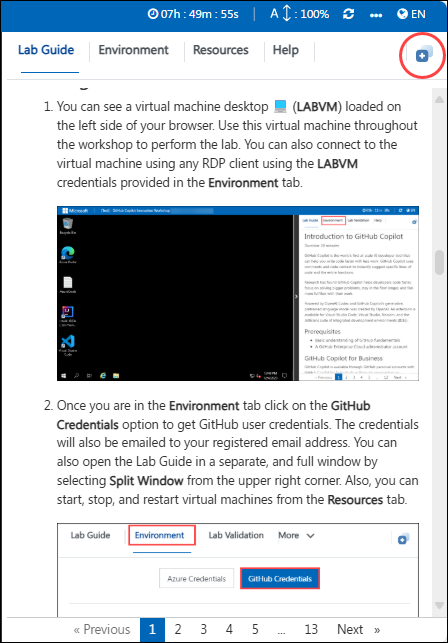 07h : 49m : 55s A : 100% EN
Lab Guide Environment Resources Help
1. You can see a virtual machine desktop (LABVM) loaded on
the left side of your browser. Use this virtual machine throughout
the workshop to perform the lab. You can also connect to the
virtual machine using any RDP client using the LABVM
credentials provided in the Environment tab.
Microsoft
Lab Guide Environment Lab Validation Help
Introduction to GitHub Copilot
Prerequisites
GitHub Copilot for Business
2. Once you are in the Environment tab click on the GitHub
Credentials option to get GitHub user credentials. The credentials
will also be emailed to your registered email address. You can
also open the Lab Guide in a separate, and full window by
selecting Split Window from the upper right corner. Also, you can
start, stop, and restart virtual machines from the Resources tab.
Lab Guide Environment Lab Validation More
Azure Credentials GitHub Credentials
« Previous 1 2 3 4 5 ... 13 Next »